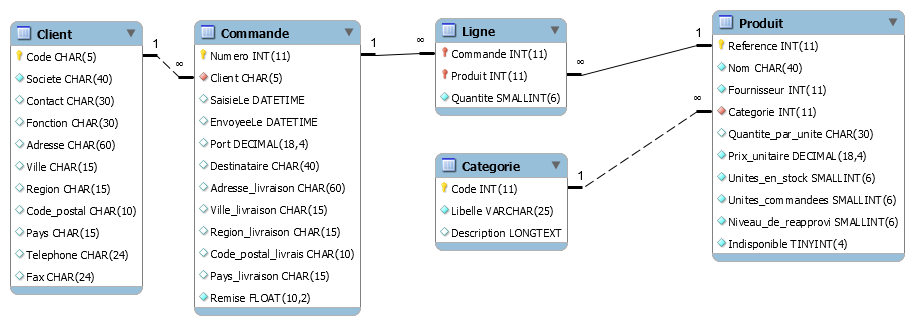 Client
Code CHAR(5)
Societe CHAR(40)
Contact CHAR(30)
Fonction CHAR(30)
Adresse CHAR(60)
Ville CHAR(15)
Region CHAR(15)
Code_postal CHAR(10)
Pays CHAR(15)
Telephone CHAR(24)
Fax CHAR(24)
1
∞
Commande
Numero INT(11)
Client CHAR(5)
SaisieLe DATETIME
EnvoyeeLe DATETIME
Port DECIMAL(18,4)
Destinataire CHAR(40)
Adresse_livraison CHAR(60)
Ville_livraison CHAR(15)
Region_livraison CHAR(15)
Code_postal_livrais CHAR(10)
Pays_livraison CHAR(15)
Remise FLOAT(10,2)
1
∞
Ligne
Commande INT(11)
Produit INT(11)
Quantite SMALLINT(6)
∞
1
Categorie
Code INT(11)
Libelle VARCHAR(25)
Description LONGTEXT
1
∞
Produit
Reference INT(11)
Nom CHAR(40)
Fournisseur INT(11)
Categorie INT(11)
Quantite_par_unite CHAR(30)
Prix_unitaire DECIMAL(18,4)
Unites_en_stock SMALLINT(6)
Unites_commandees SMALLINT(6)
Niveau_de_reapprovi SMALLINT(6)
Indisponible TINYINT(4)